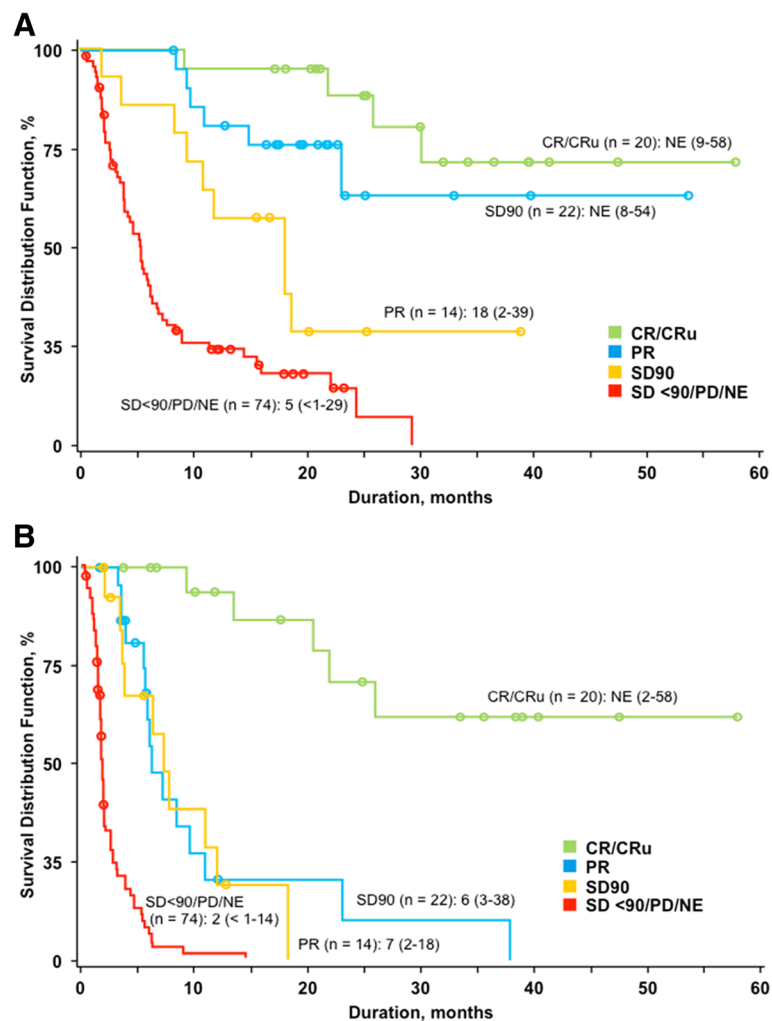 A
100
75
50
35
0
Survival Distribution Function, %
CR/CRu (n = 20): NE (9-58)
SD90 (n = 22): NE (8-54)
PR (n = 14): 18 (2-39)
SD<90/PD/NE (n = 74): 5 (<1-29)
CR/CRu
PR
SD90
SD <90/PD/NE
0 10 20 30 40 50 60
Duration, months
B
100
75
50
35
0
Survival Distribution Function, %
CR/CRu (n = 20): NE (2-58)
CR/CRu
PR
SD90
SD <90/PD/NE
SD<90/PD/NE
(n = 74): 2 (< 1-14)
SD90 (n = 22): 6 (3-38)
PR (n = 14): 7 (2-18)
0 10 20 30 40 50 60
Duration, months